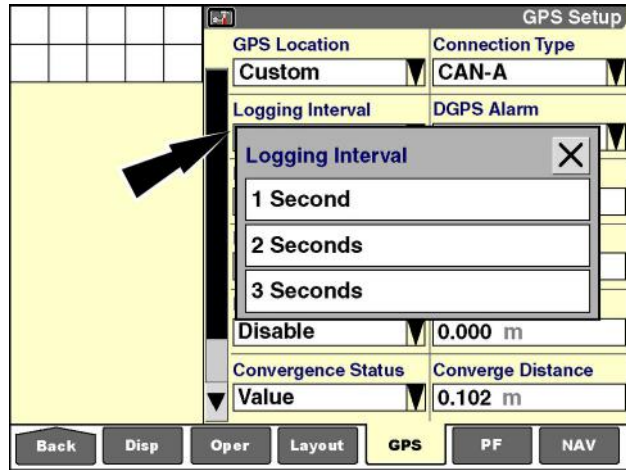 GPS Setup
GPS Location
Connection Type
Custom
CAN-A
Logging Interval
DGPS Alarm
Logging Interval
1 Second
2 Seconds
3 Seconds
Disable
0.000 m
Convergence Status
Converge Distance
Value
0.102 m
Back
Disp
Oper
Layout
GPS
PF
NAV